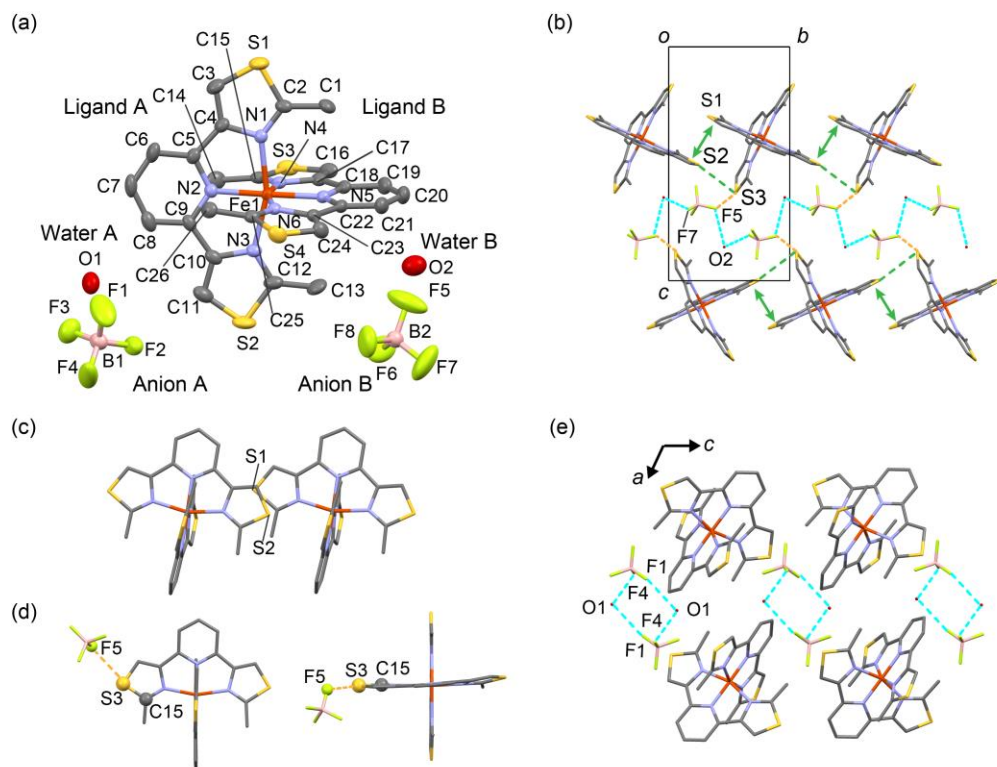 (a)
C15
S1
C3
C2
C1
Ligand A
C14
C4
N1
Ligand B
N4
C6
C5
S3
C16
C17
C18
C19
C7
N2
Fe1
N5
C20
C9
N6
C22
C21
C8
N3
S4
C24
C23
Water A
C26
C10
C12
Water B
O1
C11
C13
O2
F3
F1
S2
C25
F5
F2
F8
B2
F4
B1
F6
F7
Anion A
Anion B
(b)
o
b
S1
S2
S3
F5
F7
O2
c
(c)
S1
S2
(d)
F5
S3
C15
F5
S3
C15
(e)
c
a
F1
O1
F4
F4
O1
F1